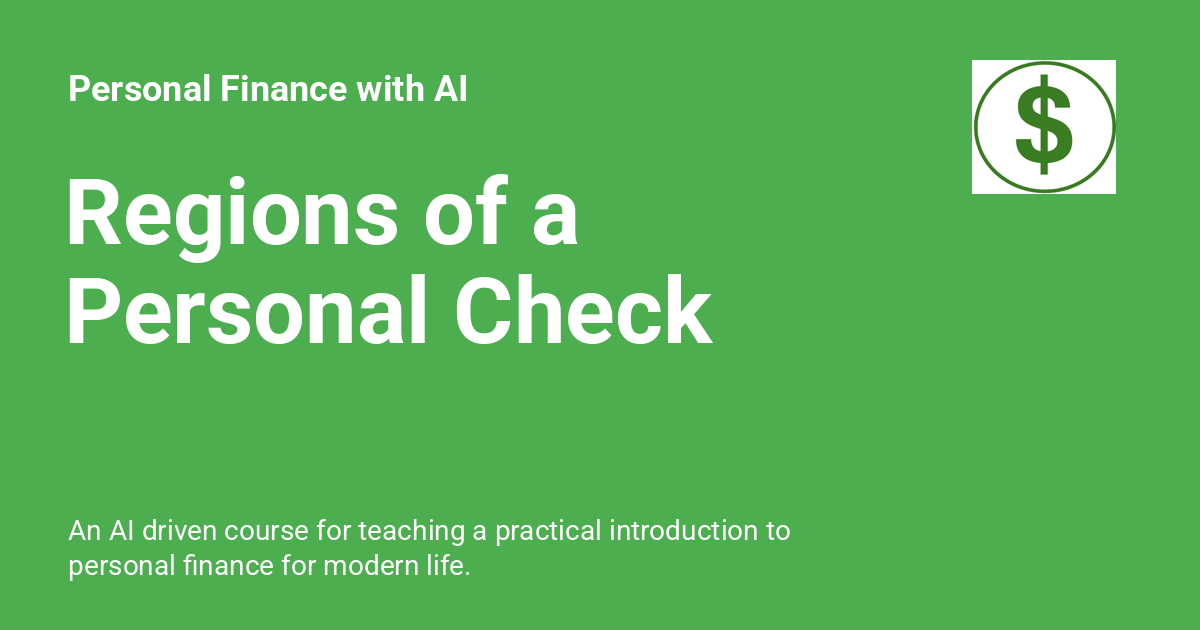 Personal Finance with AI
$
Regions of a
Personal Check
An AI driven course for teaching a practical introduction to
personal finance for modern life.